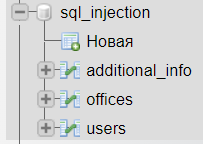 sql_injection
Новая
additional_info
offices
users